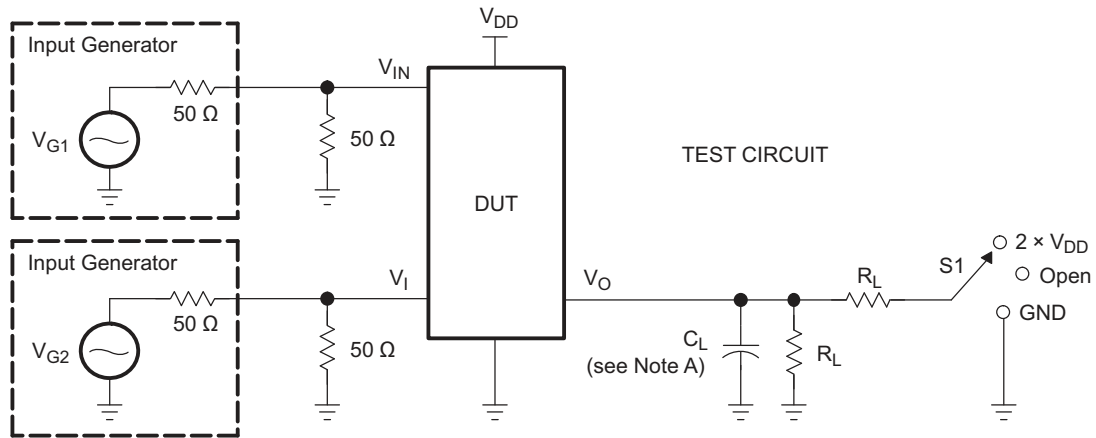 V_DD
Input Generator
V_IN
50 Ω
50 Ω
V_G1
TEST CIRCUIT
DUT
Input Generator
2 × V_DD
S1
Open
V_I
V_O
R_L
GND
50 Ω
50 Ω
V_G2
C_L
(see Note A)
R_L